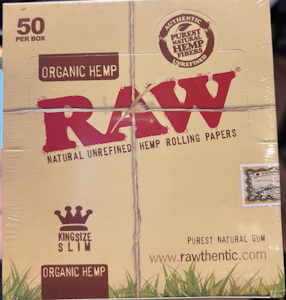 50
PER BOX
AUTHENTIC
PUREST
NATURAL
HEMP
FIBERS
UNREFINED
ORGANIC HEMP
RAW
NATURAL UNREFINED HEMP ROLLING PAPERS
KINGSIZE
SLIM
PUREST NATURAL GUM
www.rawthentic.com
ORGANIC HEMP